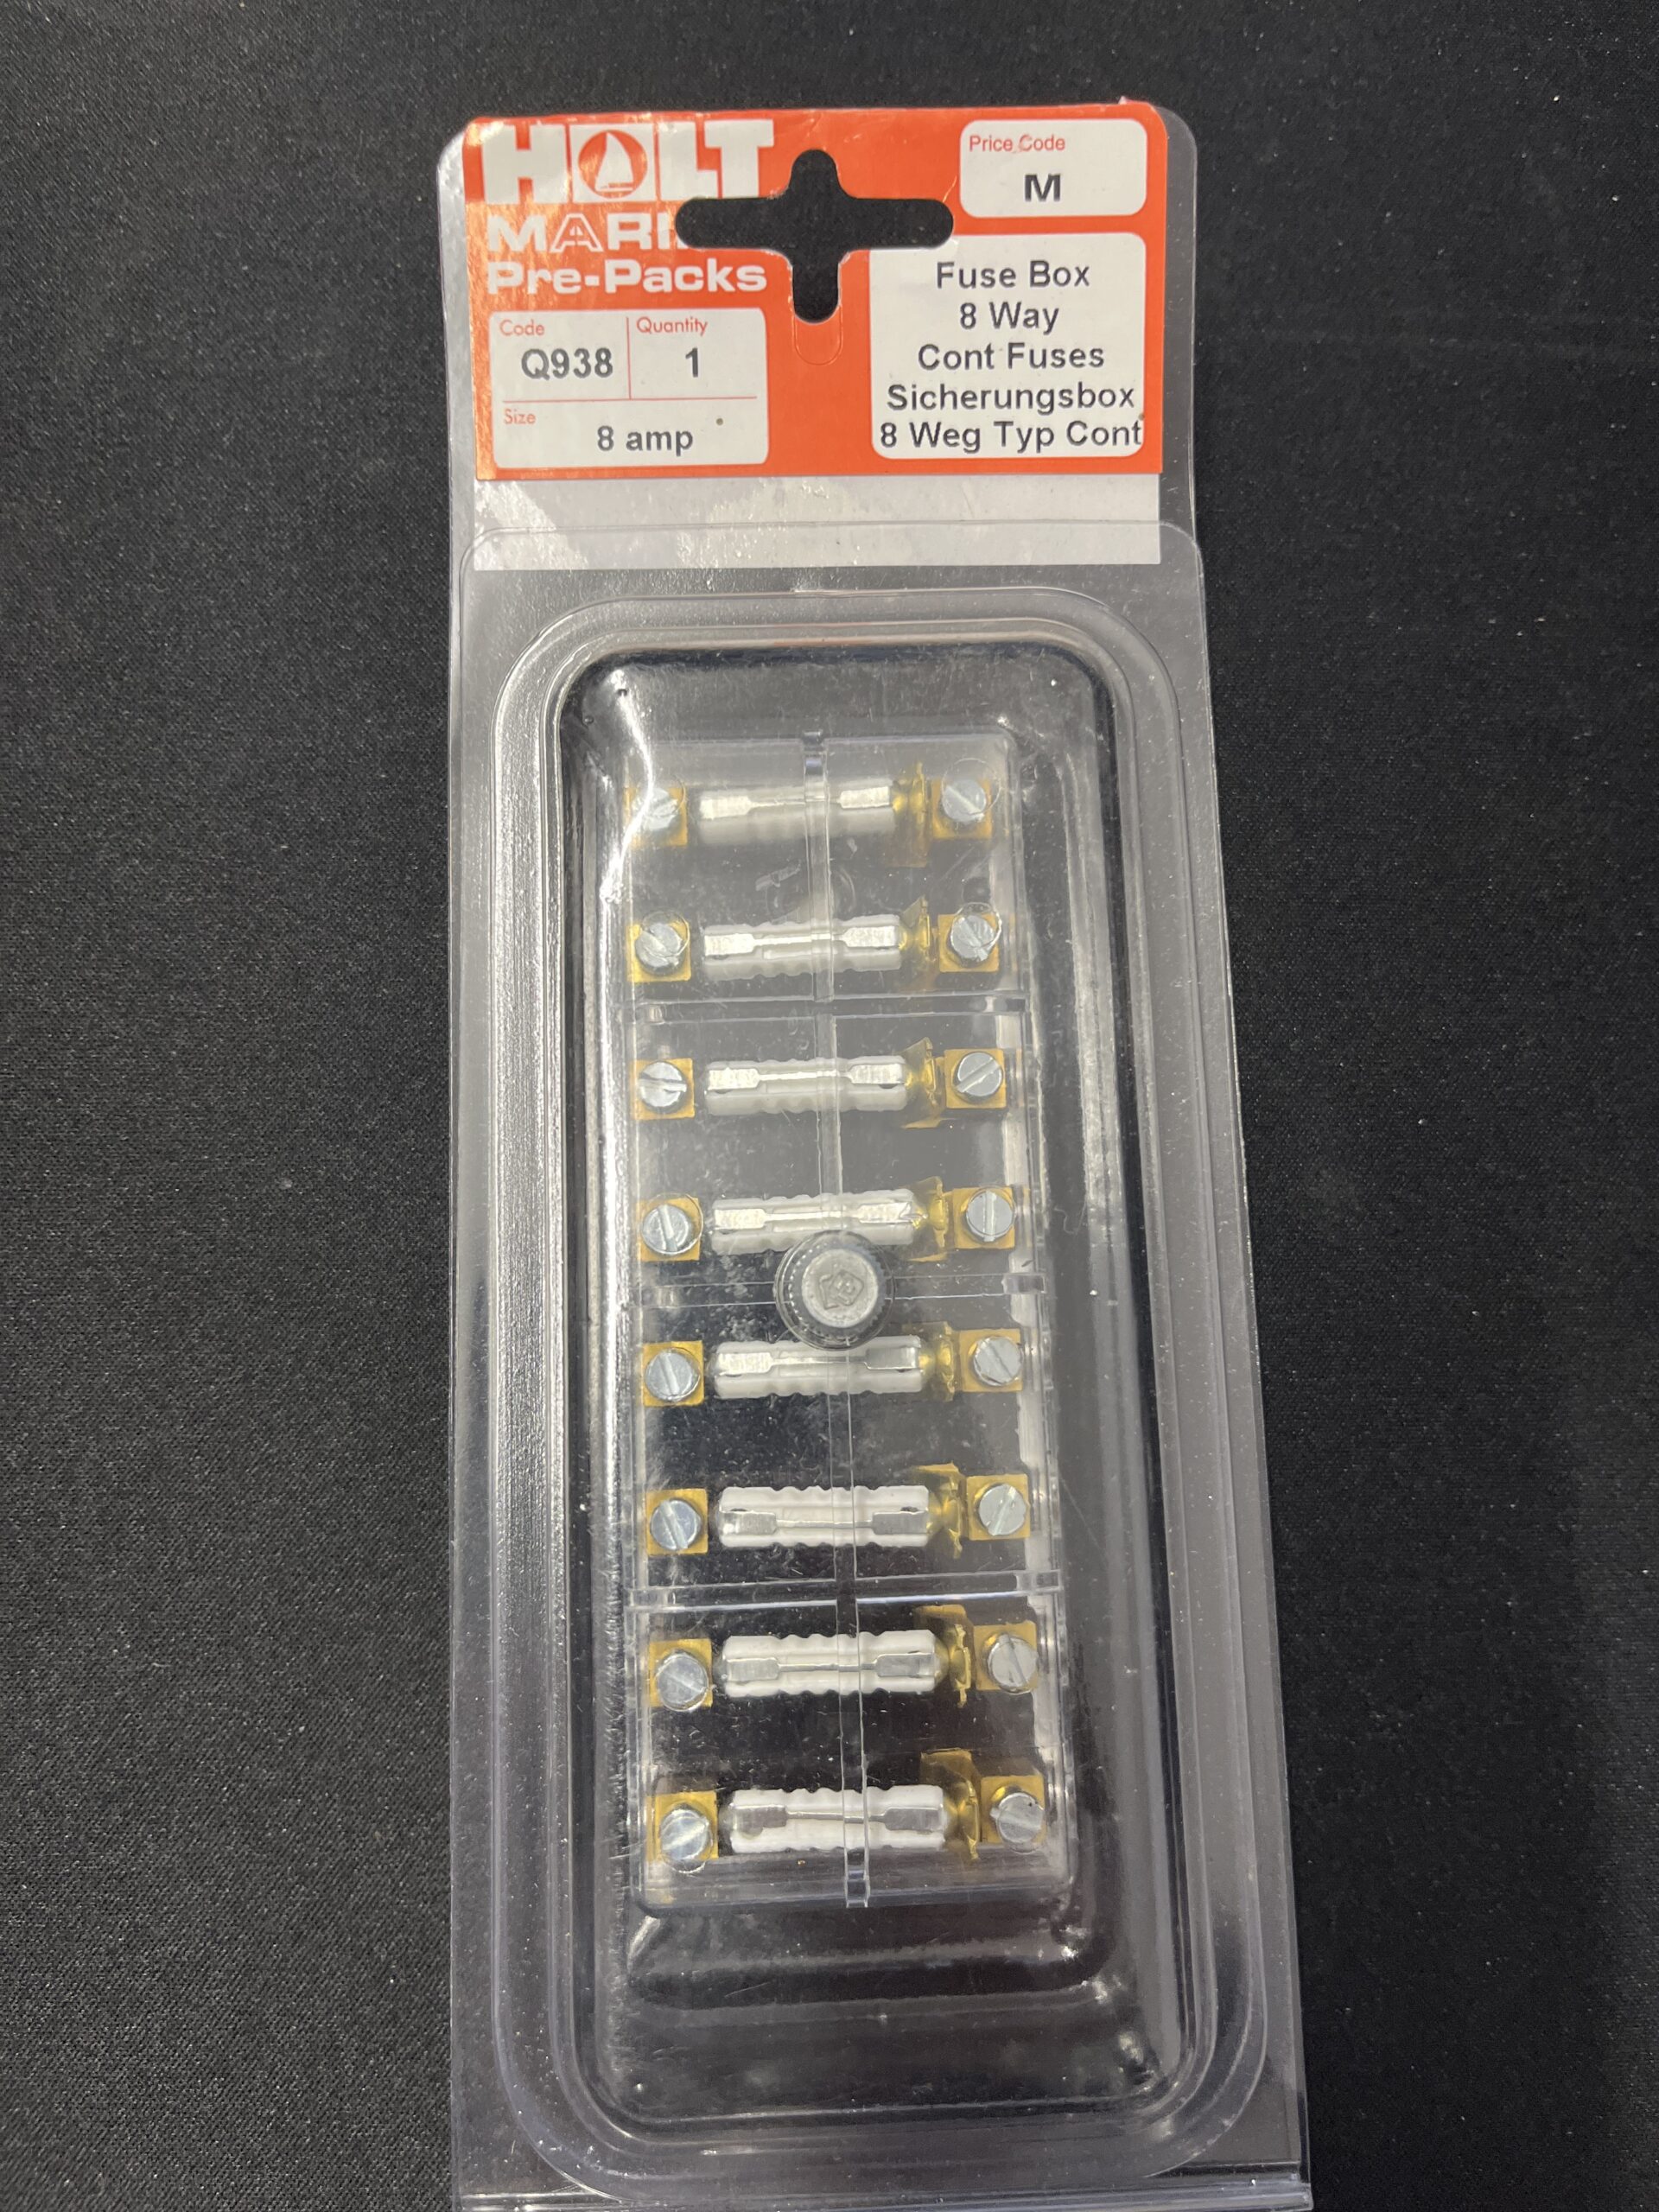 HOLT
MARI
Pre-Packs
Code
Q938
Quantity
1
Size
8 amp
Price Code
M
Fuse Box
8 Way
Cont Fuses
Sicherungsbox
8 Weg Typ Cont